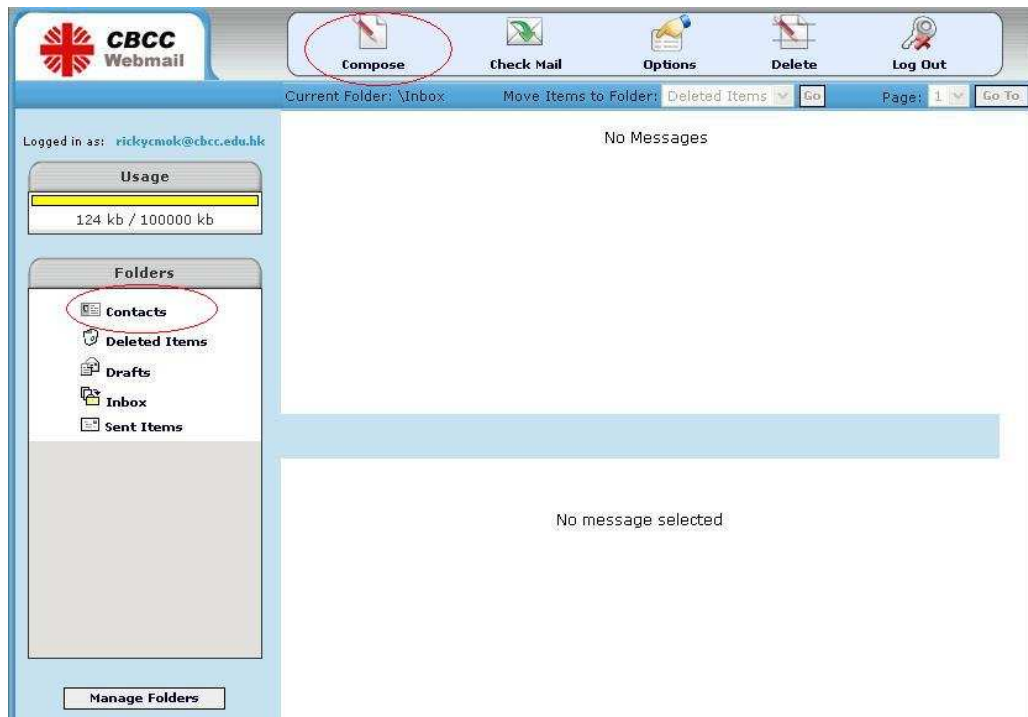 CBCC
Webmail
Compose
Check Mail
Options
Delete
Log Out
Current Folder: \Inbox
Move Items to Folder: Deleted Items Go
Page: 1 Go To
Logged in as: rickycmok@cbcc.edu.hk
Usage
124 kb / 100000 kb
Folders
Contacts
Deleted Items
Drafts
Inbox
Sent Items
Manage Folders
No Messages
No message selected